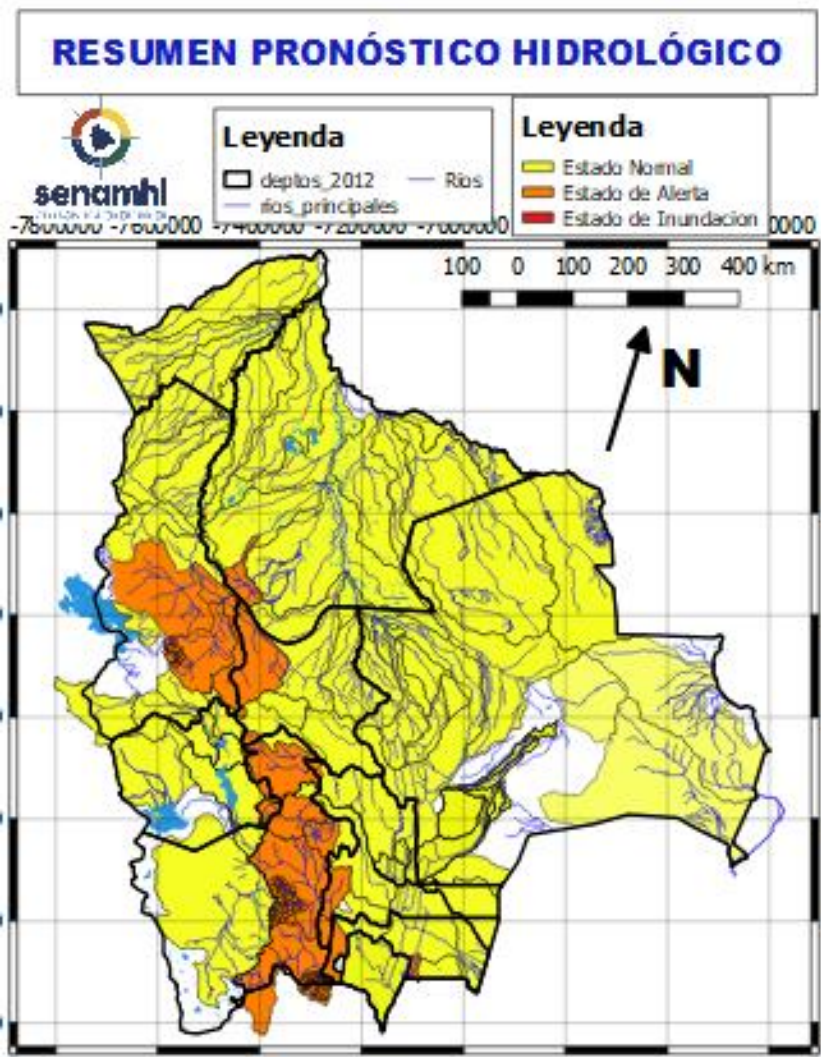 RESUMEN PRONÓSTICO HIDROLÓGICO
senamhi
Leyenda
deptos_2012
Rios
rios_principales
Leyenda
Estado Normal
Estado de Alerta
Estado de Inundacion
-7800000 -7600000 -7400000 -7200000 -7000000
100 0 100 200 300 400 km
N